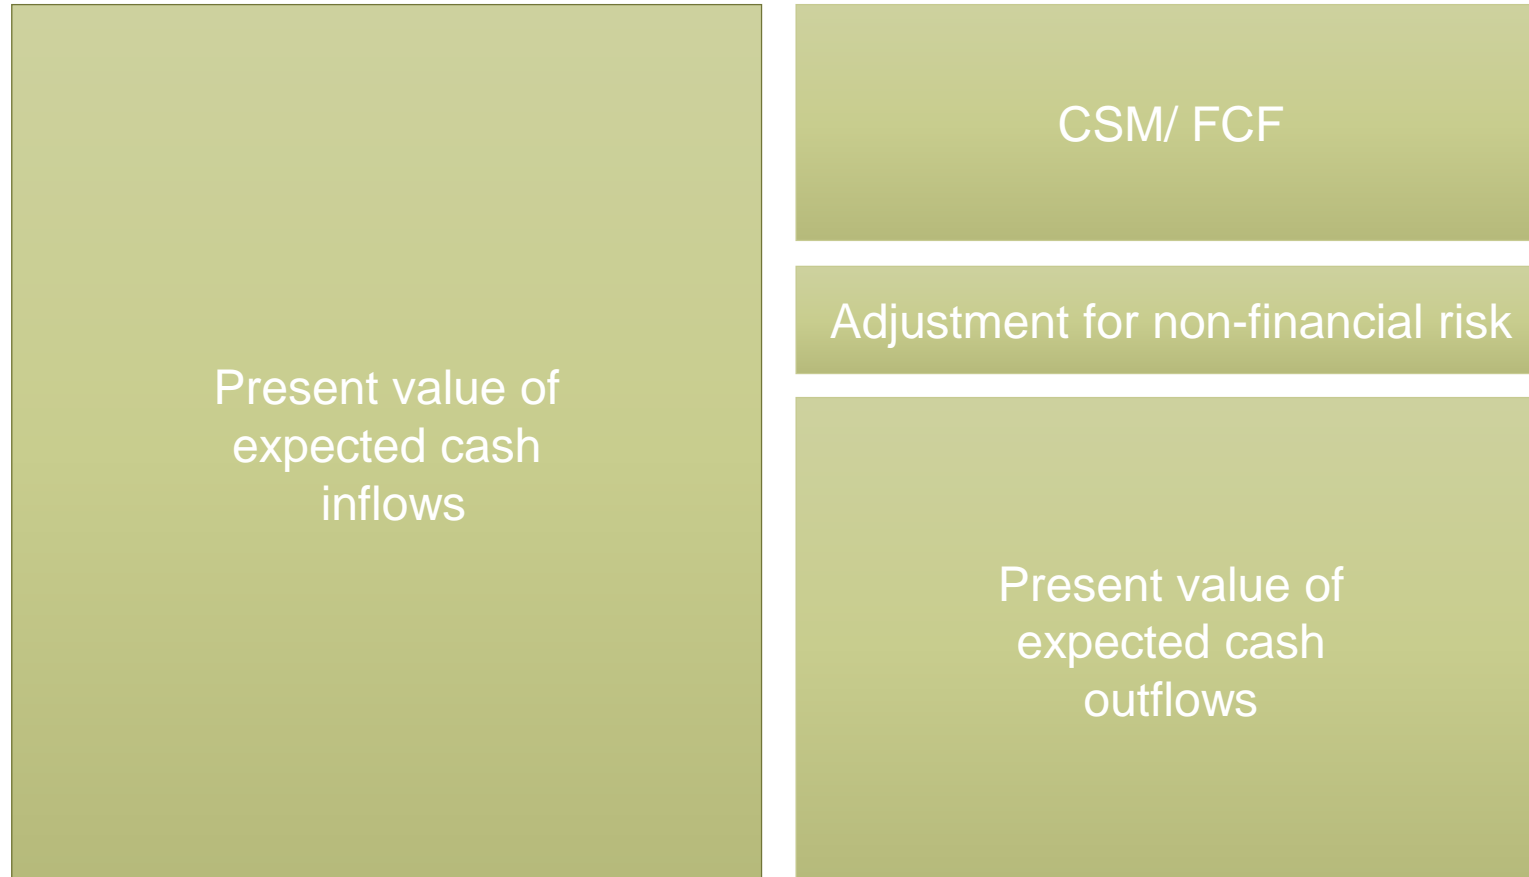 Present value of
expected cash
inflows
CSM/ FCF
Adjustment for non-financial risk
Present value of
expected cash
outflows